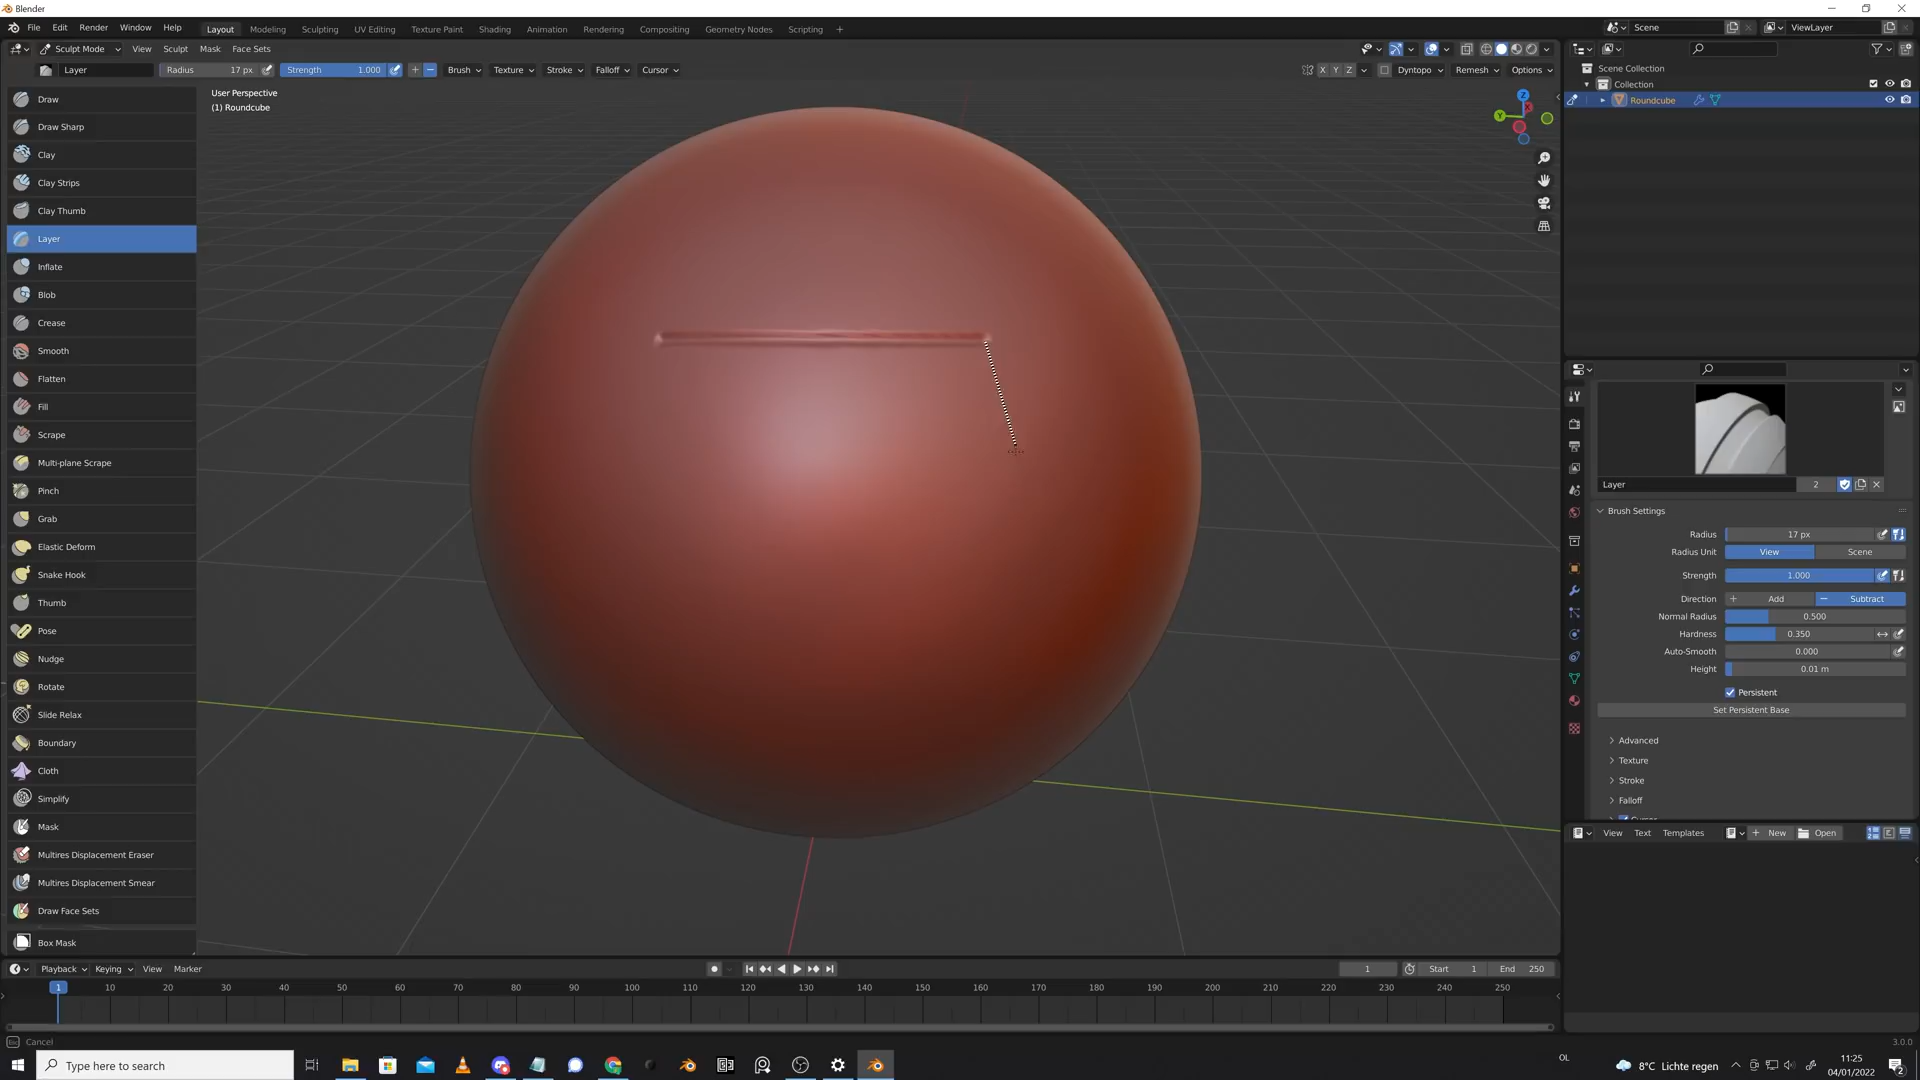 Blender
File Edit Render Window Help
Layout Modeling Sculpting UV Editing Texture Paint Shading Animation Rendering Compositing Geometry Nodes Scripting +
Scene
ViewLayer
Sculpt Mode View Sculpt Mask Face Sets
Layer Radius 17 px Strength 1.000 + − Brush Texture Stroke Falloff Cursor
X Y Z Dyntopo Remesh Options
User Perspective
(1) Roundcube
Z
Y
X
Draw
Draw Sharp
Clay
Clay Strips
Clay Thumb
Layer
Inflate
Blob
Crease
Smooth
Flatten
Fill
Scrape
Multi-plane Scrape
Pinch
Grab
Elastic Deform
Snake Hook
Thumb
Pose
Nudge
Rotate
Slide Relax
Boundary
Cloth
Simplify
Mask
Multires Displacement Eraser
Multires Displacement Smear
Draw Face Sets
Box Mask
Scene Collection
Collection
Roundcube
Layer 2
Brush Settings
Radius 17 px
Radius Unit View Scene
Strength 1.000
Direction + Add − Subtract
Normal Radius 0.500
Hardness 0.350
Auto-Smooth 0.000
Height 0.01 m
Persistent
Set Persistent Base
Advanced
Texture
Stroke
Falloff
View Text Templates + New Open
Playback Keying View Marker
1 Start 1 End 250
1 10 20 30 40 50 60 70 80 90 100 110 120 130 140 150 160 170 180 190 200 210 220 230 240 250
Esc Cancel
3.0.0
Type here to search
OL
8°C Lichte regen
11:25
04/01/2022
2